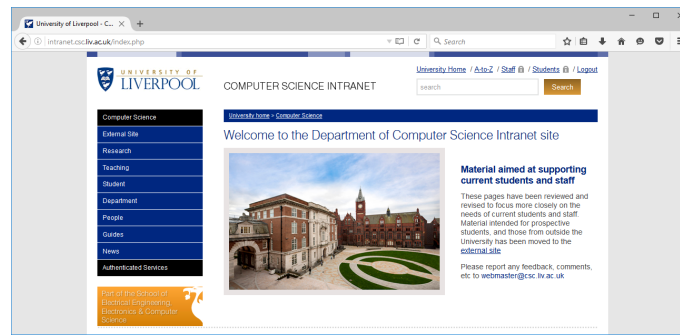 University of Liverpool - C...
intranet.csc.liv.ac.uk/index.php
Search
University Home / A-to-Z / Staff / Students / Logout
UNIVERSITY OF
LIVERPOOL
COMPUTER SCIENCE INTRANET
search
Search
Computer Science
External Site
Research
Teaching
Student
Department
People
Guides
News
Authenticated Services
Part of the School of
Electrical Engineering,
Electronics & Computer
Science
University home > Computer Science
Welcome to the Department of Computer Science Intranet site
Material aimed at supporting
current students and staff
These pages have been reviewed and
revised to focus more closely on the
needs of current students and staff.
Material intended for prospective
students, and those from outside the
University has been moved to the
external site
Please report any feedback, comments,
etc to webmaster@csc.liv.ac.uk